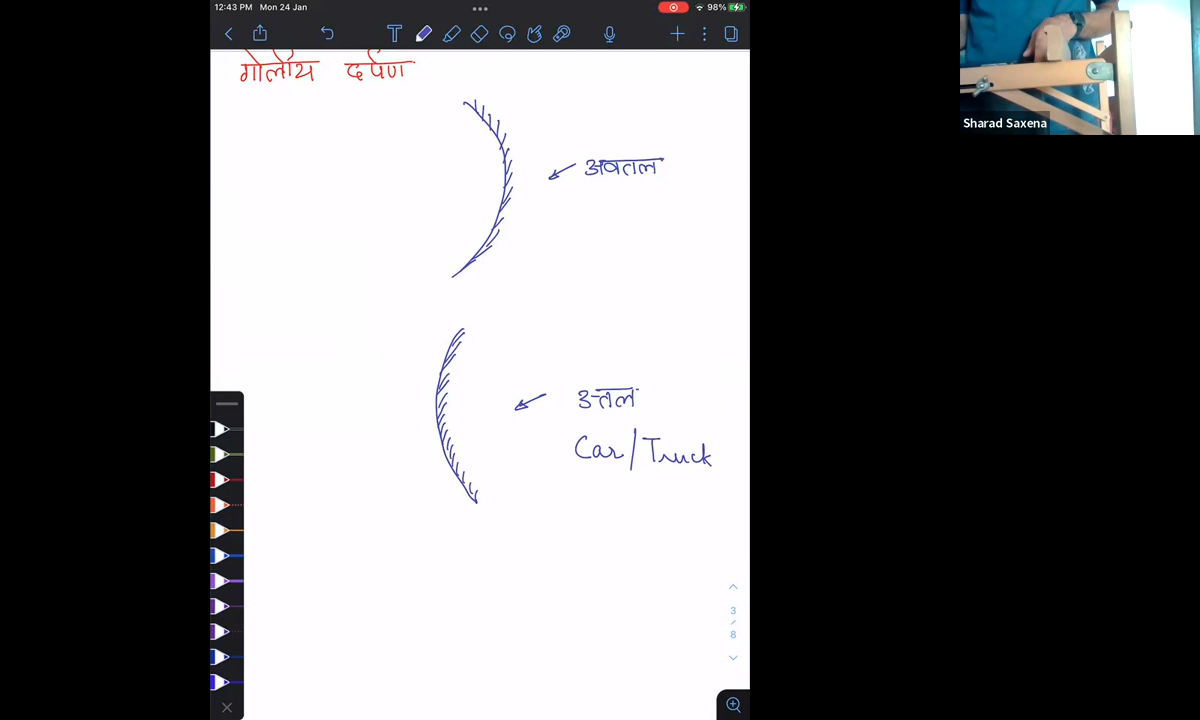 12:43 PM Mon 24 Jan
98%
Sharad Saxena
गोलीय दर्पण
अवतल
उत्तल
Car/Truck
3
8